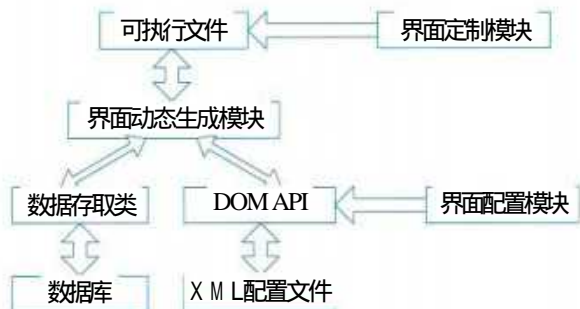 可执行文件
界面定制模块
界面动态生成模块
数据存取类
DOM API
界面配置模块
数据库
XML配置文件